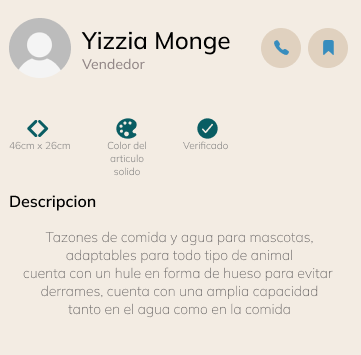 Yizzia Monge
Vendedor
46cm x 26cm
Color del
articulo
solido
Verificado
Descripcion
Tazones de comida y agua para mascotas,
adaptables para todo tipo de animal
cuenta con un hule en forma de hueso para evitar
derrames, cuenta con una amplia capacidad
tanto en el agua como en la comida